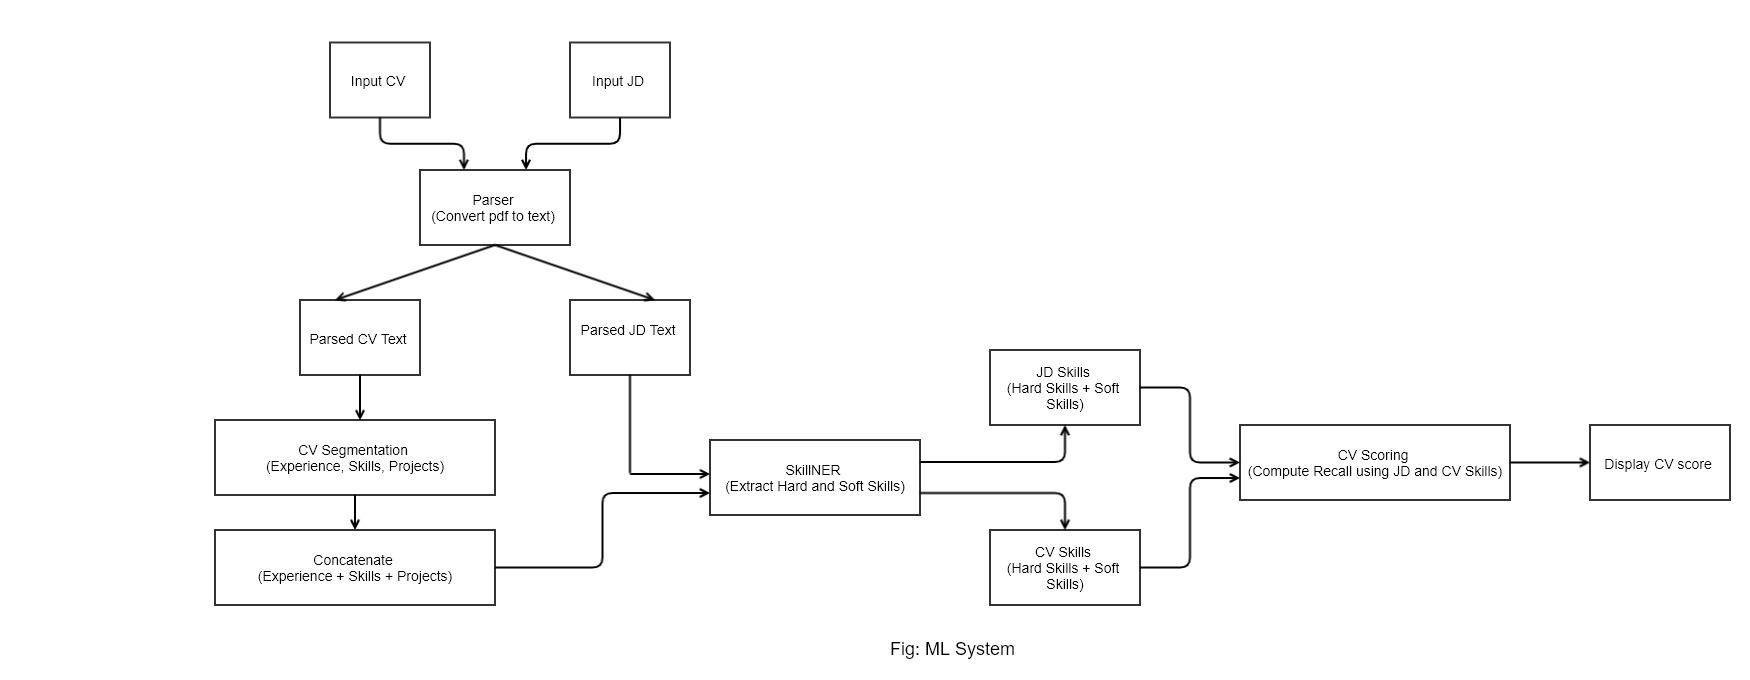 Input CV
Input JD
Parser
(Convert pdf to text)
Parsed CV Text
Parsed JD Text
CV Segmentation
(Experience, Skills, Projects)
Concatenate
(Experience + Skills + Projects)
SkillNER
(Extract Hard and Soft Skills)
JD Skills
(Hard Skills + Soft
Skills)
CV Skills
(Hard Skills + Soft
Skills)
CV Scoring
(Compute Recall using JD and CV Skills)
Display CV score
Fig: ML System